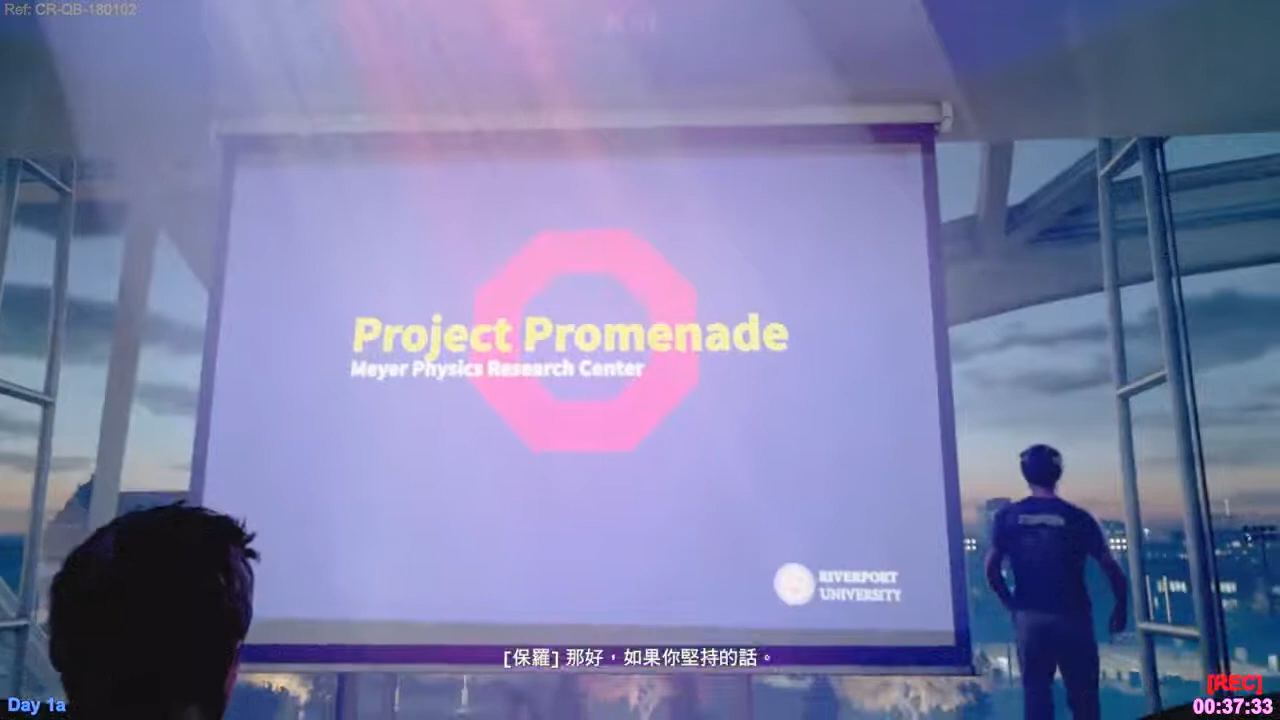 Ref: CR-QB-180102
Project Promenade
Meyer Physics Research Center
RIVERPORT
UNIVERSITY
[保羅] 那好，如果你堅持的話。
Day 1a
[REC]
00:37:33